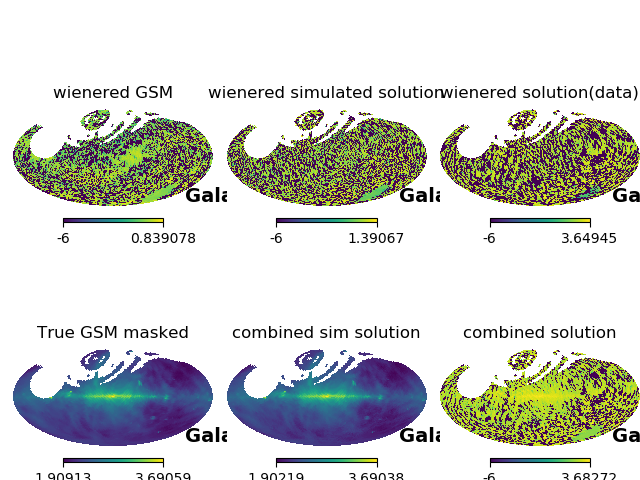 wienered GSM
wienered simulated solution
wienered solution(data)
Gala
Gala
Ga
-6 0.839078
-6 1.39067
-6 3.64945
True GSM masked
combined sim solution
combined solution
Gala
Gala
Ga
1.90913 3.69059
1.90219 3.69038
-6 3.68272